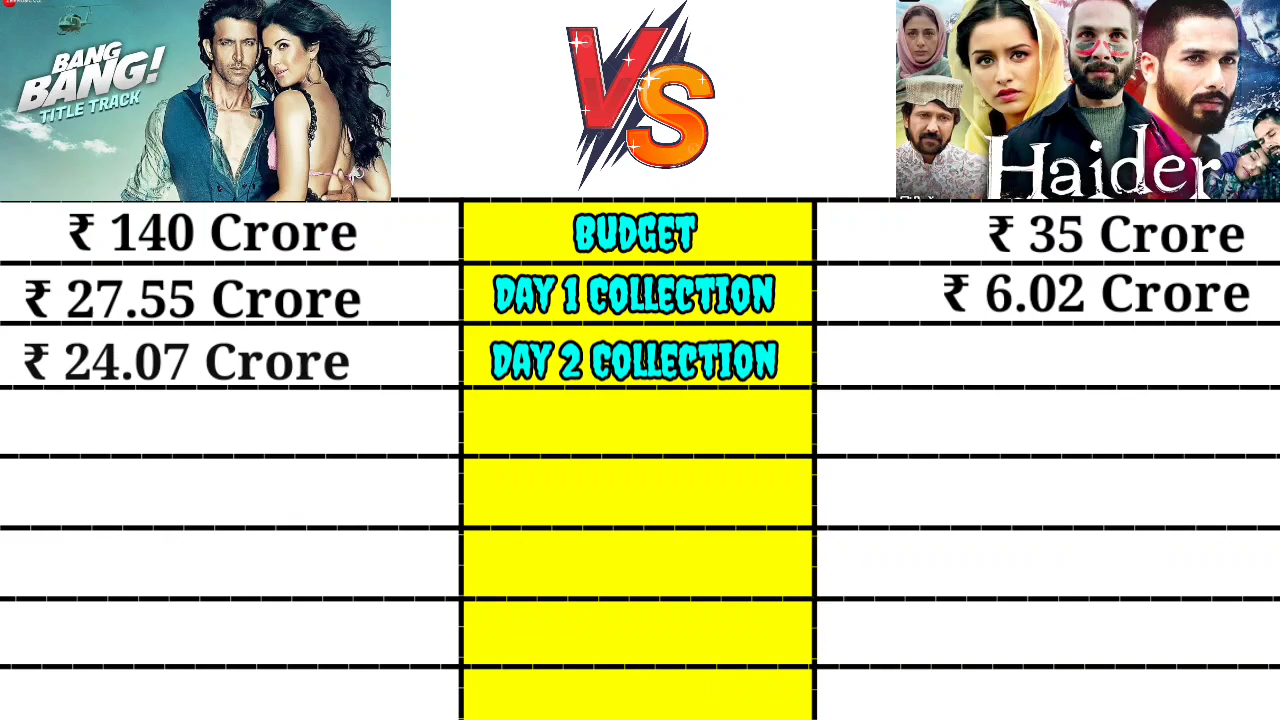 BANG
BANG!
TITLE TRACK
VS
Haider
₹ 140 Crore
BUDGET
₹ 35 Crore
₹ 27.55 Crore
DAY 1 COLLECTION
₹ 6.02 Crore
₹ 24.07 Crore
DAY 2 COLLECTION